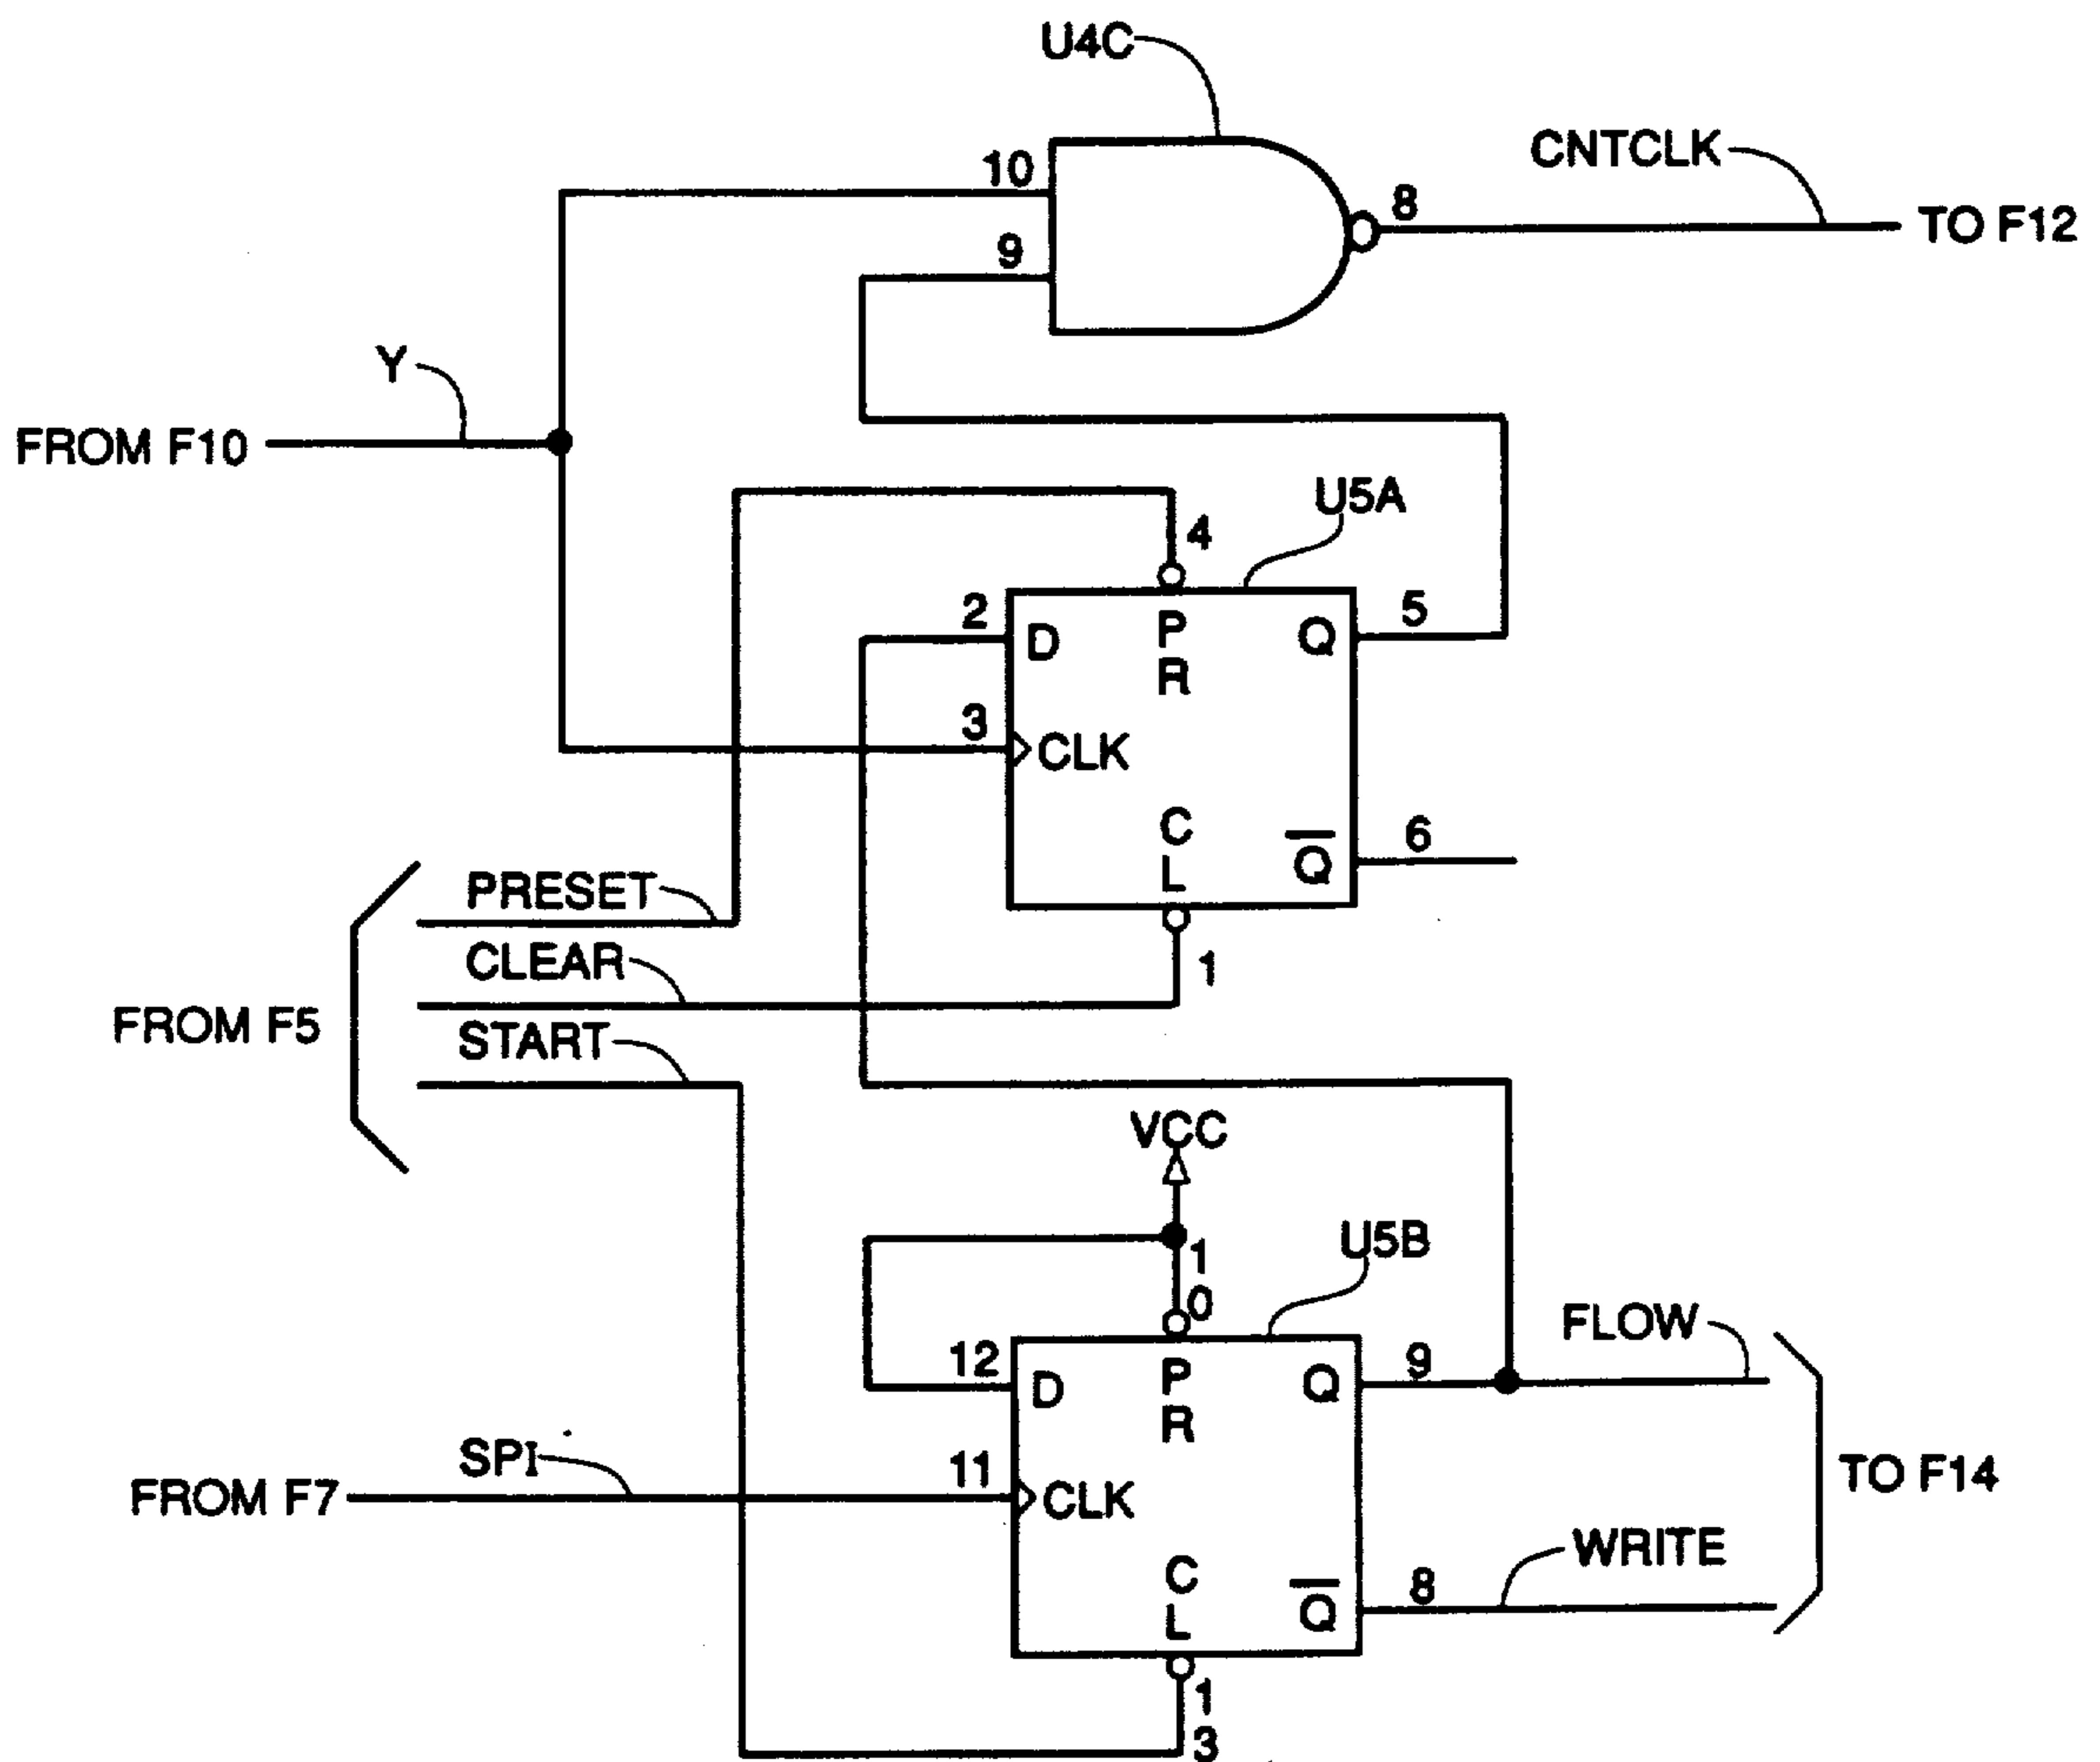 U4C
CNTCLK
10
8
TO F12
9
Y
FROM F10
U5A
4
2
D
P
R
Q
5
3
CLK
C
L
Q
6
PRESET
CLEAR
1
FROM F5
START
VCC
U5B
1
0
FLOW
12
D
P
R
Q
9
SPI
11
TO F14
FROM F7
CLK
WRITE
C
L
Q
8
1
3